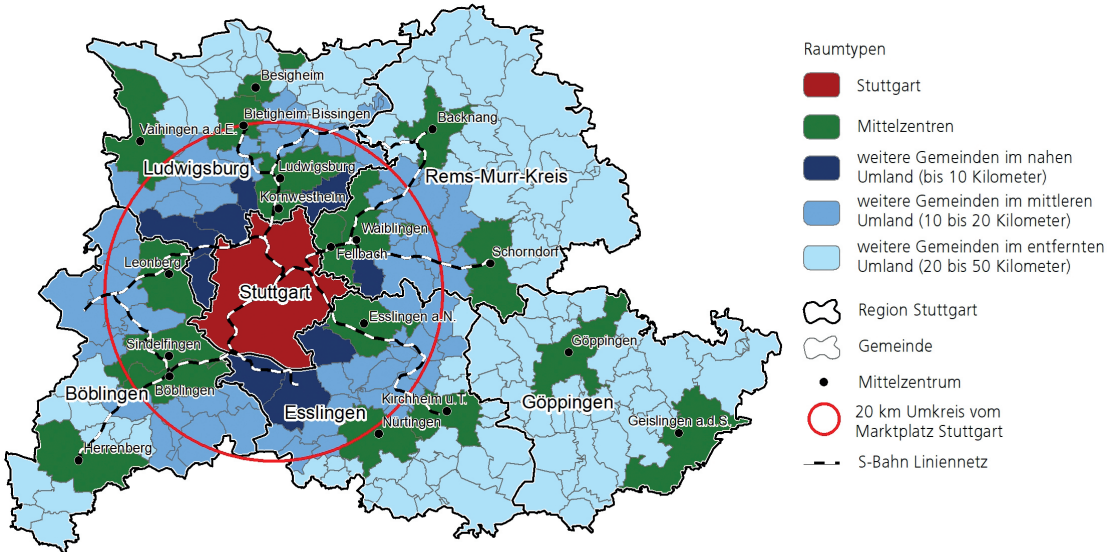 Besigheim
Bietigheim-Bissingen
Vaihingen a.d.E.
Backnang
Ludwigsburg
Ludwigsburg
Rems-Murr-Kreis
Kornwestheim
Waiblingen
Fellbach
Schorndorf
Leonberg
Stuttgart
Esslingen a.N.
Sindelfingen
Göppingen
Böblingen
Böblingen
Kirchheim u.T.
Göppingen
Esslingen
Nürtingen
Geislingen a.d.S.
Herrenberg
Raumtypen
Stuttgart
Mittelzentren
weitere Gemeinden im nahen
Umland (bis 10 Kilometer)
weitere Gemeinden im mittleren
Umland (10 bis 20 Kilometer)
weitere Gemeinden im entfernten
Umland (20 bis 50 Kilometer)
Region Stuttgart
Gemeinde
Mittelzentrum
20 km Umkreis vom
Marktplatz Stuttgart
S-Bahn Liniennetz